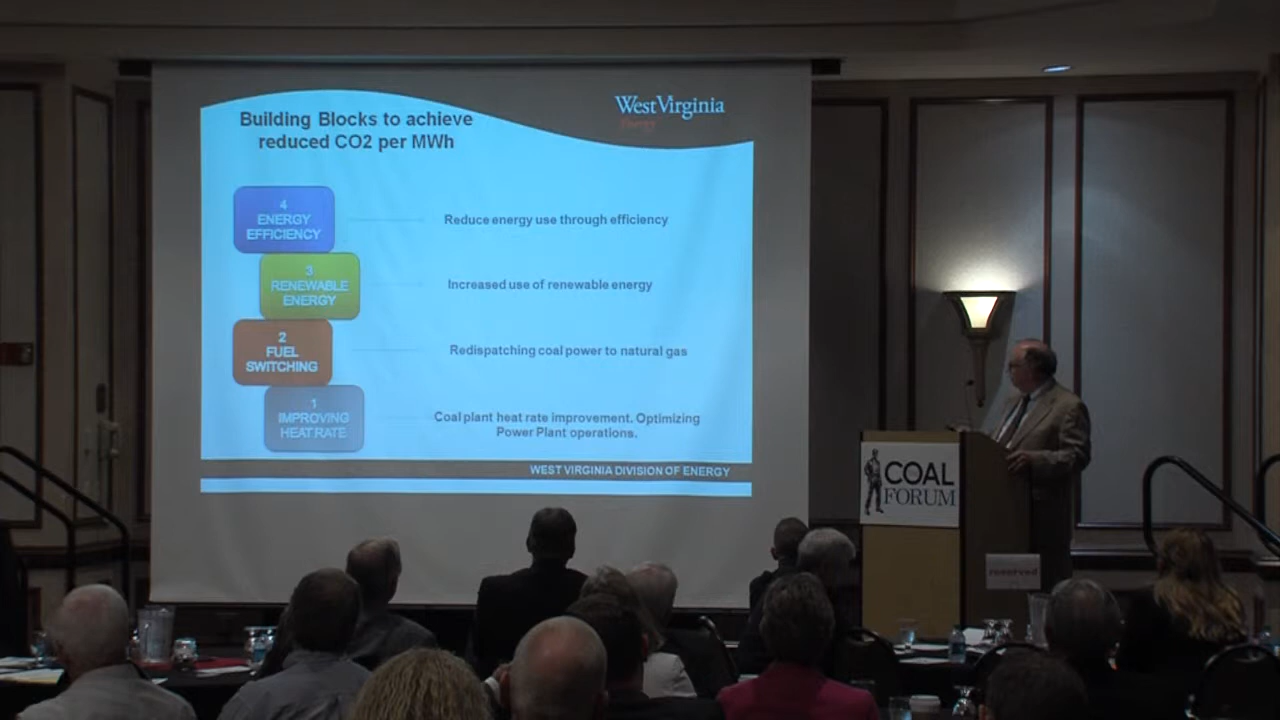 Building Blocks to achieve
reduced CO2 per MWh
West Virginia
Energy
4
ENERGY
EFFICIENCY
Reduce energy use through efficiency
3
RENEWABLE
ENERGY
Increased use of renewable energy
2
FUEL
SWITCHING
Redispatching coal power to natural gas
1
IMPROVING
HEAT RATE
Coal plant heat rate improvement. Optimizing
Power Plant operations.
WEST VIRGINIA DIVISION OF ENERGY
COAL
FORUM
reserved